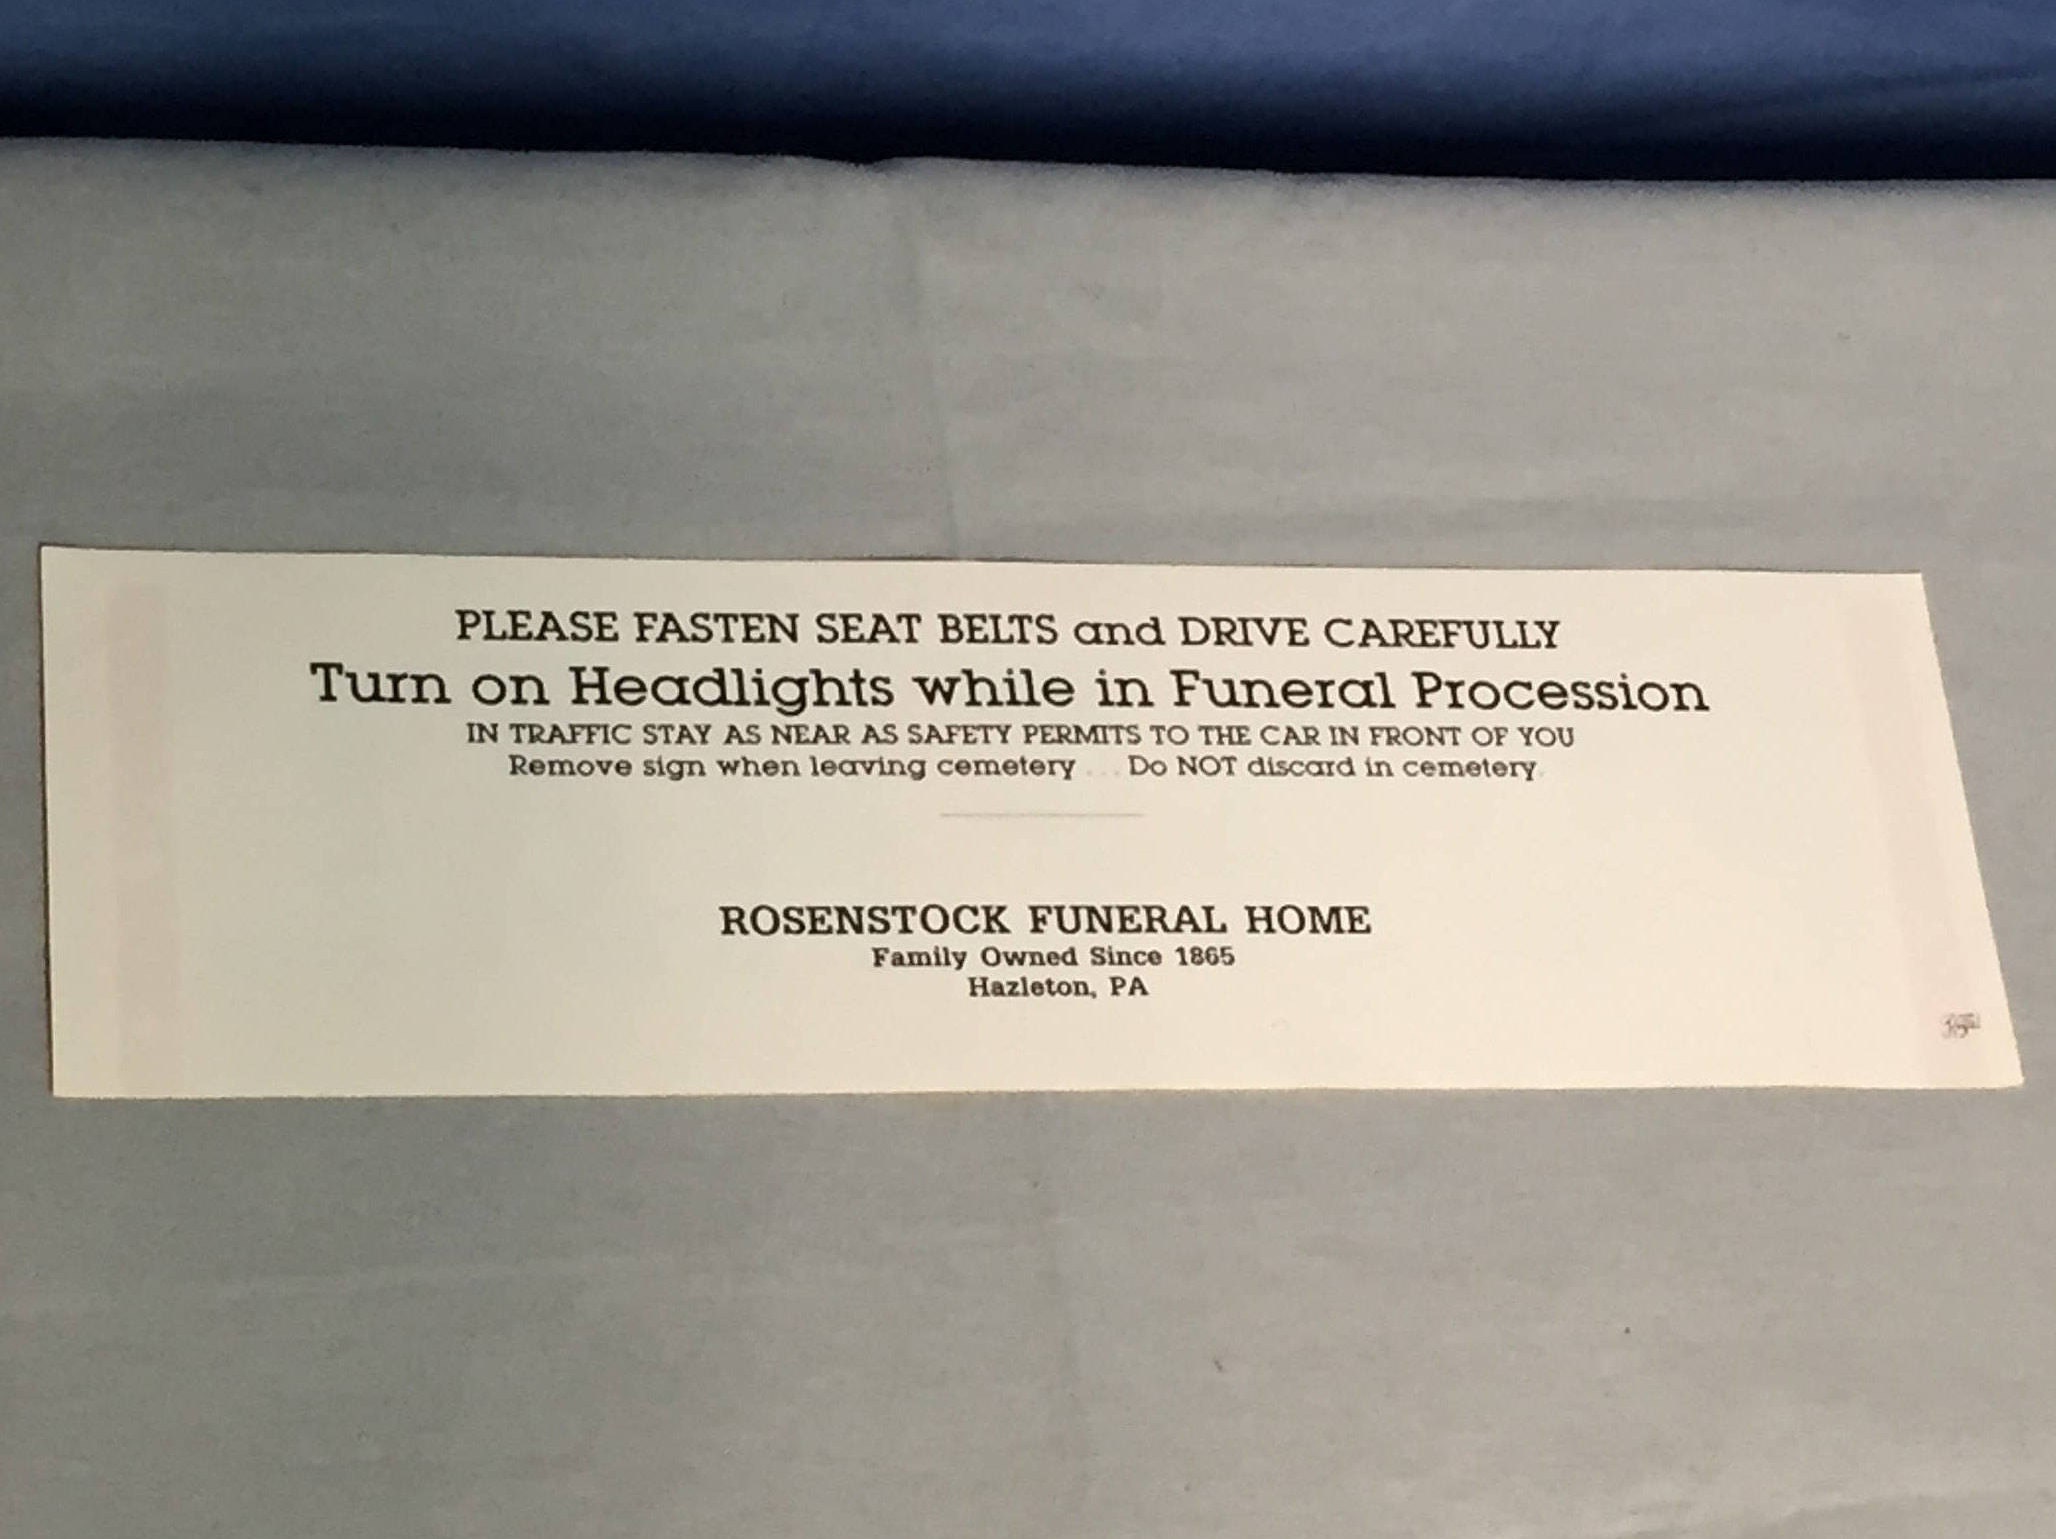 PLEASE FASTEN SEAT BELTS and DRIVE CAREFULLY
Turn on Headlights while in Funeral Procession
IN TRAFFIC STAY AS NEAR AS SAFETY PERMITS TO THE CAR IN FRONT OF YOU
Remove sign when leaving cemetery ... Do NOT discard in cemetery.
ROSENSTOCK FUNERAL HOME
Family Owned Since 1865
Hazleton, PA